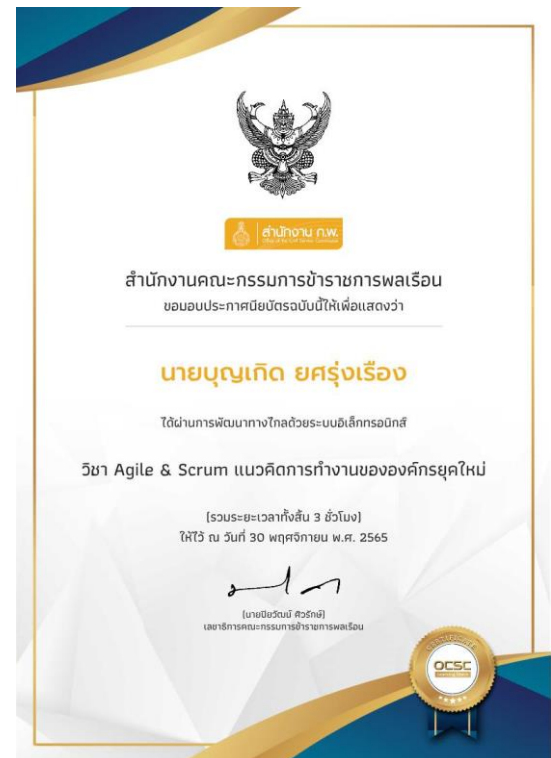 สำนักงาน ก.พ.
Office of the Civil Service Commission
สำนักงานคณะกรรมการข้าราชการพลเรือน
ขอมอบประกาศนียบัตรฉบับนี้ให้เพื่อแสดงว่า
นายบุญเกิด ยศรุ่งเรือง
ได้ผ่านการพัฒนาทางไกลด้วยระบบอิเล็กทรอนิกส์
วิชา Agile & Scrum แนวคิดการทำงานขององค์กรยุคใหม่
(รวมระยะเวลาทั้งสิ้น 3 ชั่วโมง)
ให้ไว้ ณ วันที่ 30 พฤศจิกายน พ.ศ. 2565
(นายปิยวัฒน์ ศิวรักษ์)
เลขาธิการคณะกรรมการข้าราชการพลเรือน
CERTIFICATE
OCSC